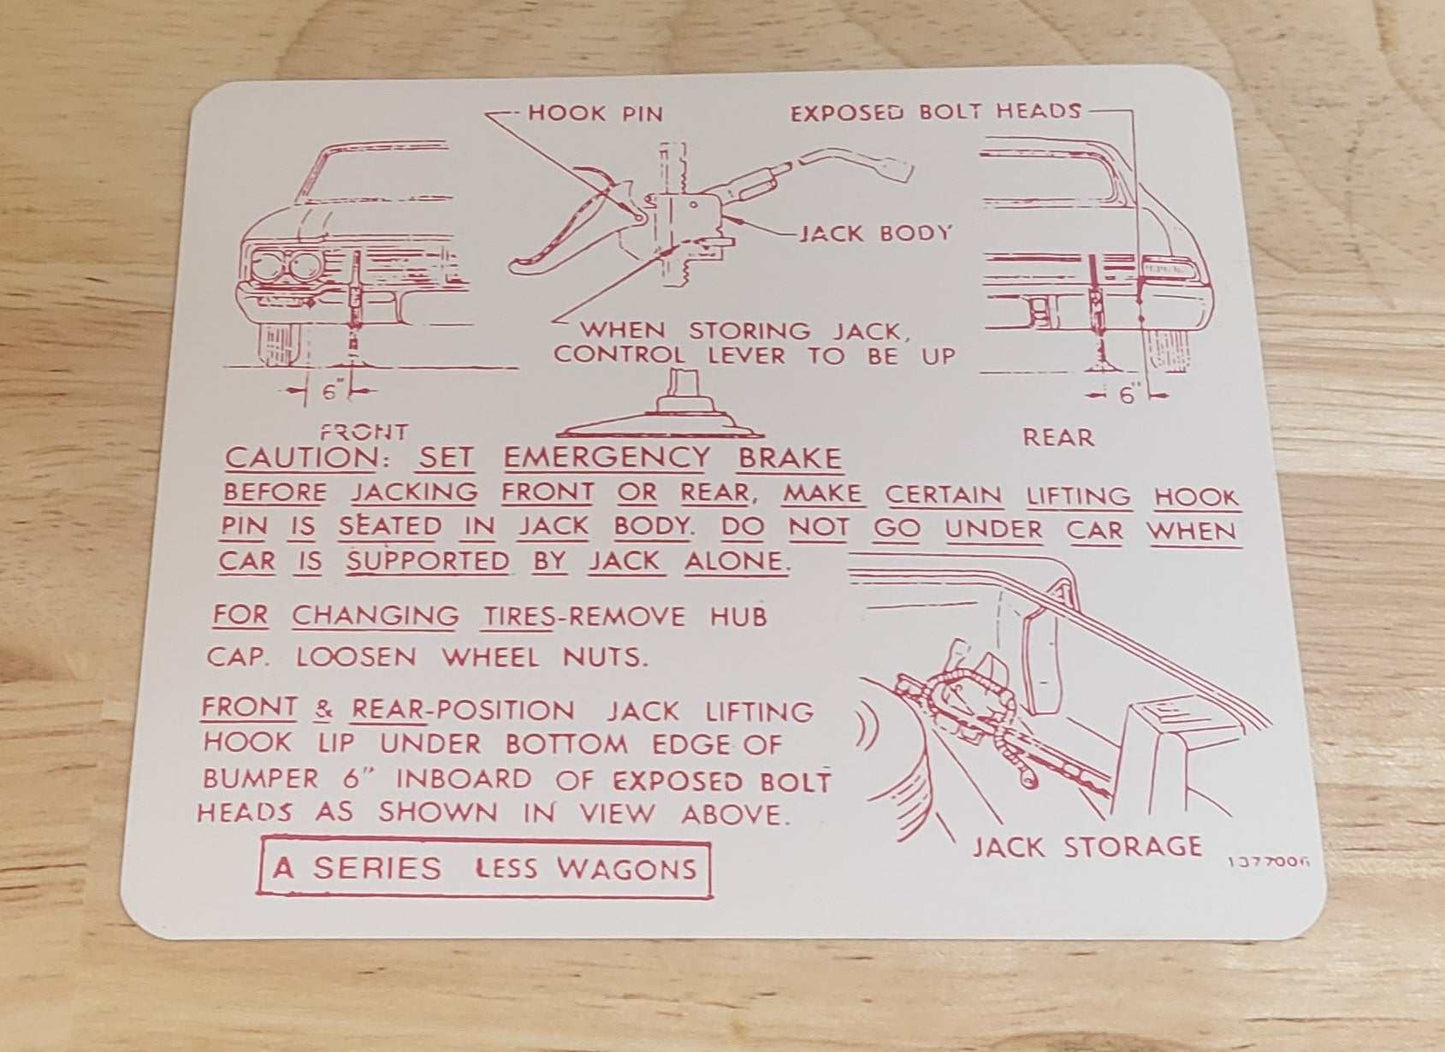 HOOK PIN
EXPOSED BOLT HEADS
JACK BODY
WHEN STORING JACK,
CONTROL LEVER TO BE UP
6"
6"
FRONT
REAR
CAUTION: SET EMERGENCY BRAKE
BEFORE JACKING FRONT OR REAR, MAKE CERTAIN LIFTING HOOK
PIN IS SEATED IN JACK BODY. DO NOT GO UNDER CAR WHEN
CAR IS SUPPORTED BY JACK ALONE.
FOR CHANGING TIRES-REMOVE HUB
CAP. LOOSEN WHEEL NUTS.
FRONT & REAR-POSITION JACK LIFTING
HOOK LIP UNDER BOTTOM EDGE OF
BUMPER 6" INBOARD OF EXPOSED BOLT
HEADS AS SHOWN IN VIEW ABOVE.
JACK STORAGE
1377006
A SERIES LESS WAGONS